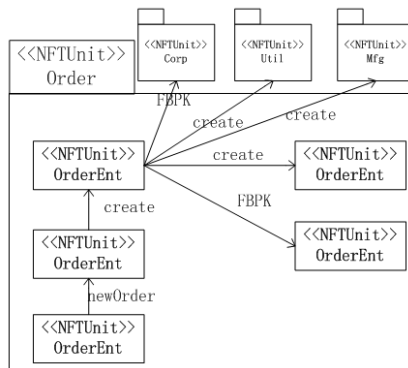 <<NFTUnit>>
Corp
<<NFTUnit>>
Util
<<NFTUnit>>
Mfg
<<NFTUnit>>
Order
FBPK
create
create
<<NFTUnit>>
OrderEnt
create
<<NFTUnit>>
OrderEnt
create
FBPK
<<NFTUnit>>
OrderEnt
<<NFTUnit>>
OrderEnt
newOrder
<<NFTUnit>>
OrderEnt